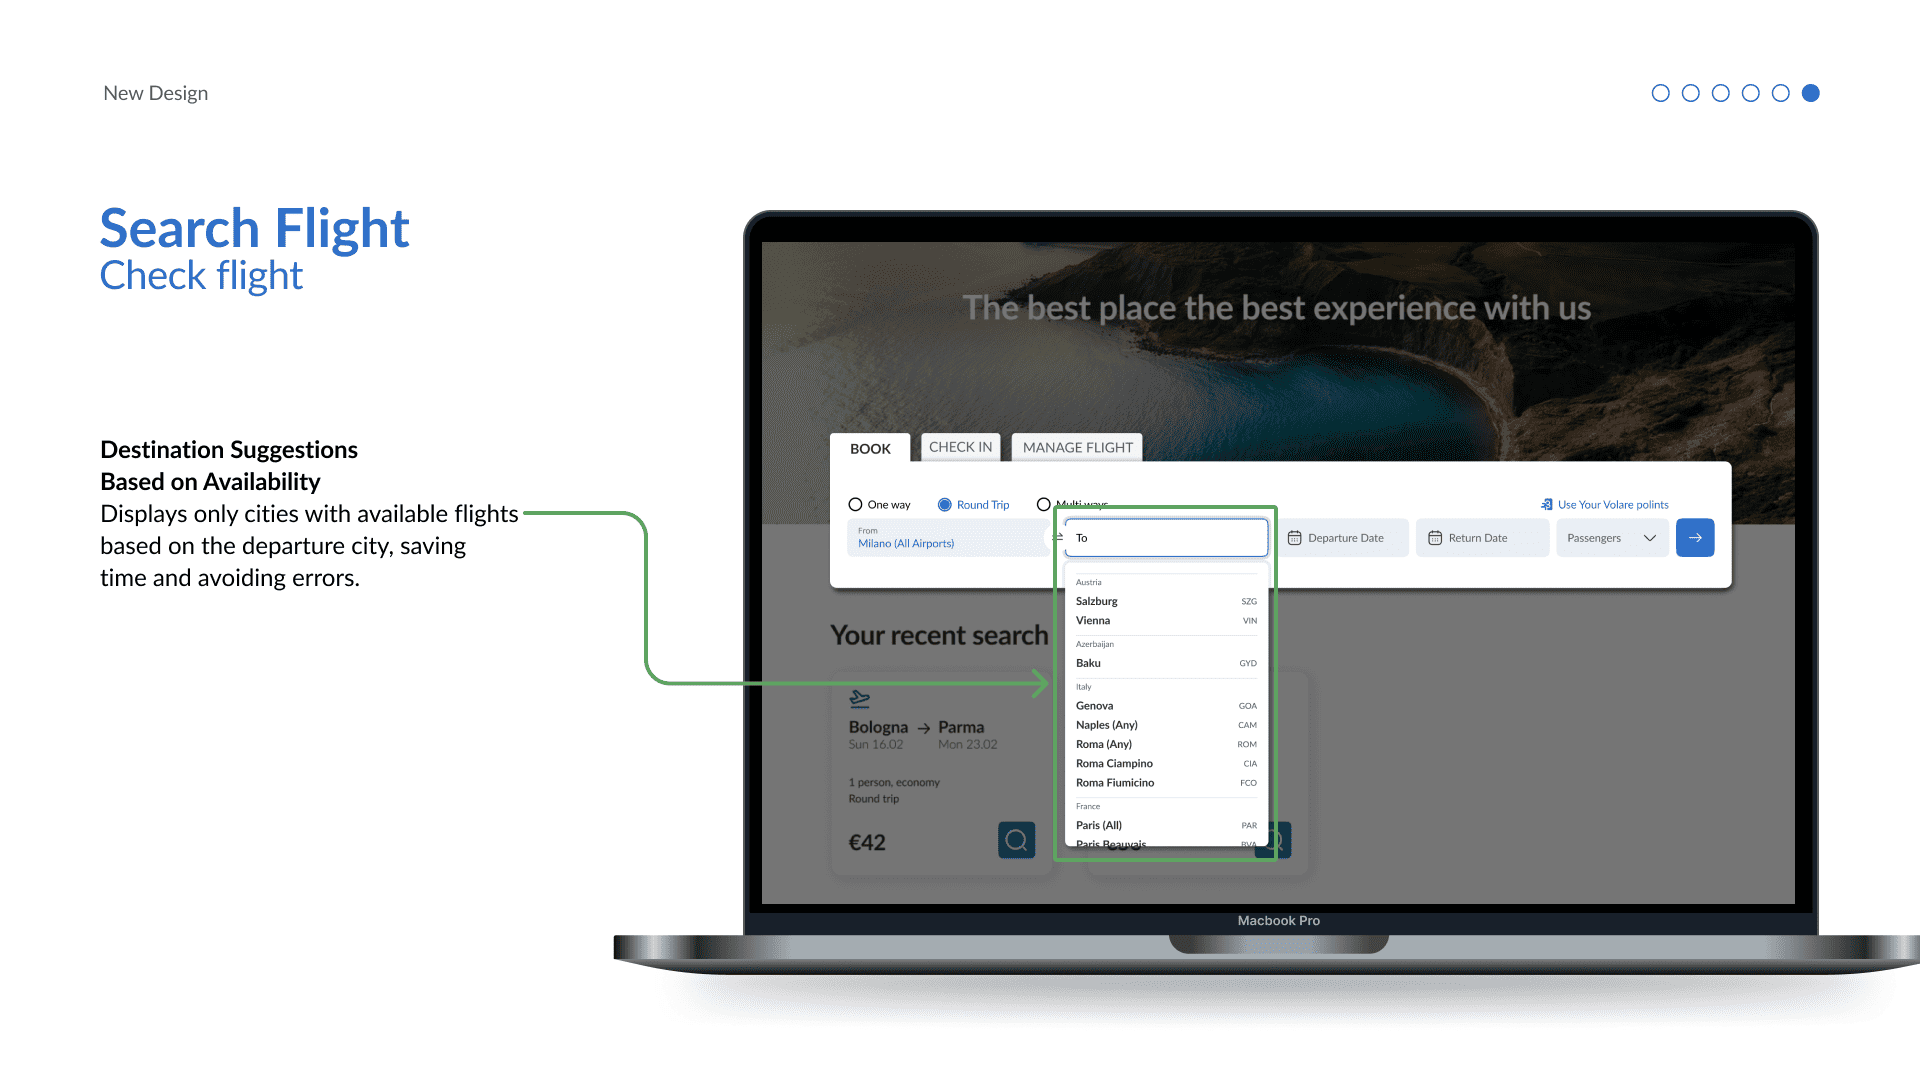 New Design
Search Flight
Check flight
Destination Suggestions
Based on Availability
Displays only cities with available flights
based on the departure city, saving
time and avoiding errors.
The best place the best experience with us
BOOK
CHECK IN
MANAGE FLIGHT
One way
Round Trip
Multi ways
Use Your Volare polints
From
Milano (All Airports)
To
Departure Date
Return Date
Passengers
Austria
Salzburg SZG
Vienna VIN
Azerbaijan
Baku GYD
Italy
Genova GOA
Naples (Any) CAM
Roma (Any) ROM
Roma Ciampino CIA
Roma Fiumicino FCO
France
Paris (All) PAR
Paris Beauvais BVA
Your recent search
Bologna → Parma
Sun 16.02 Mon 23.02
1 person, economy
Round trip
€42
Macbook Pro